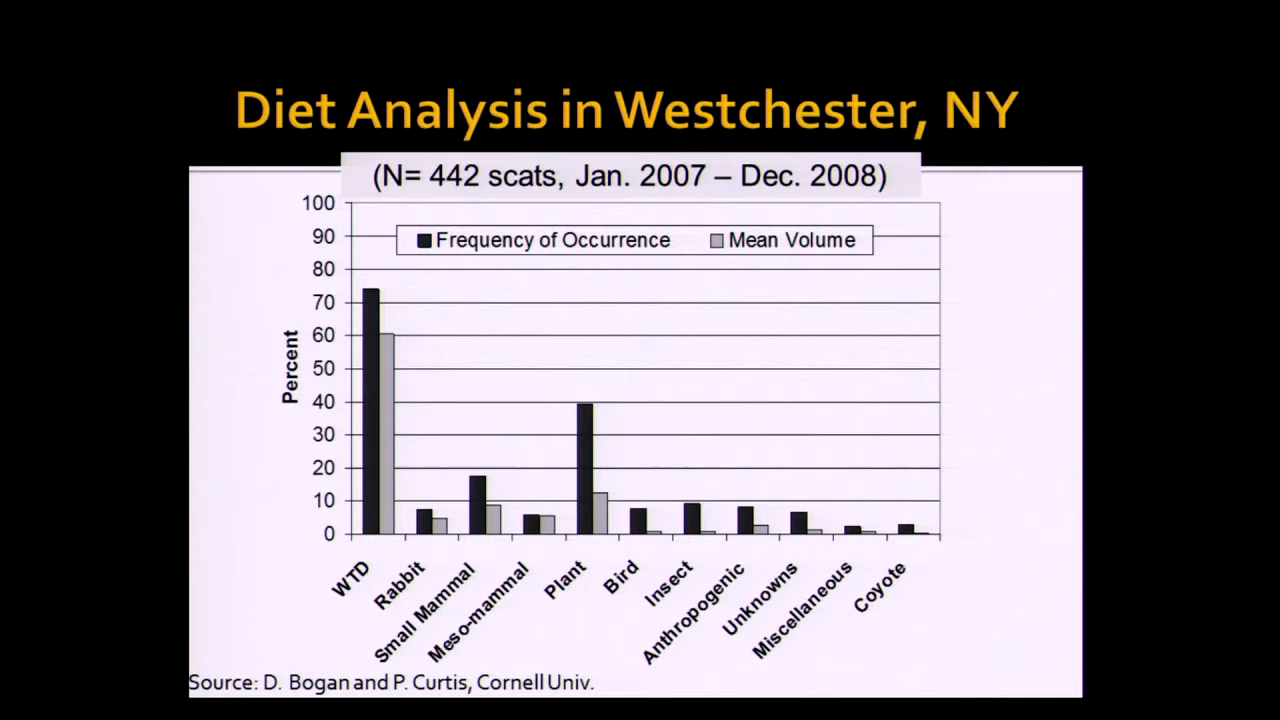 Diet Analysis in Westchester, NY
(N= 442 scats, Jan. 2007 – Dec. 2008)
100
90
80
70
60
50
40
30
20
10
0
Percent
Frequency of Occurrence
Mean Volume
WTD
Rabbit
Small Mammal
Meso-mammal
Plant
Bird
Insect
Anthropogenic
Unknowns
Miscellaneous
Coyote
Source: D. Bogan and P. Curtis, Cornell Univ.